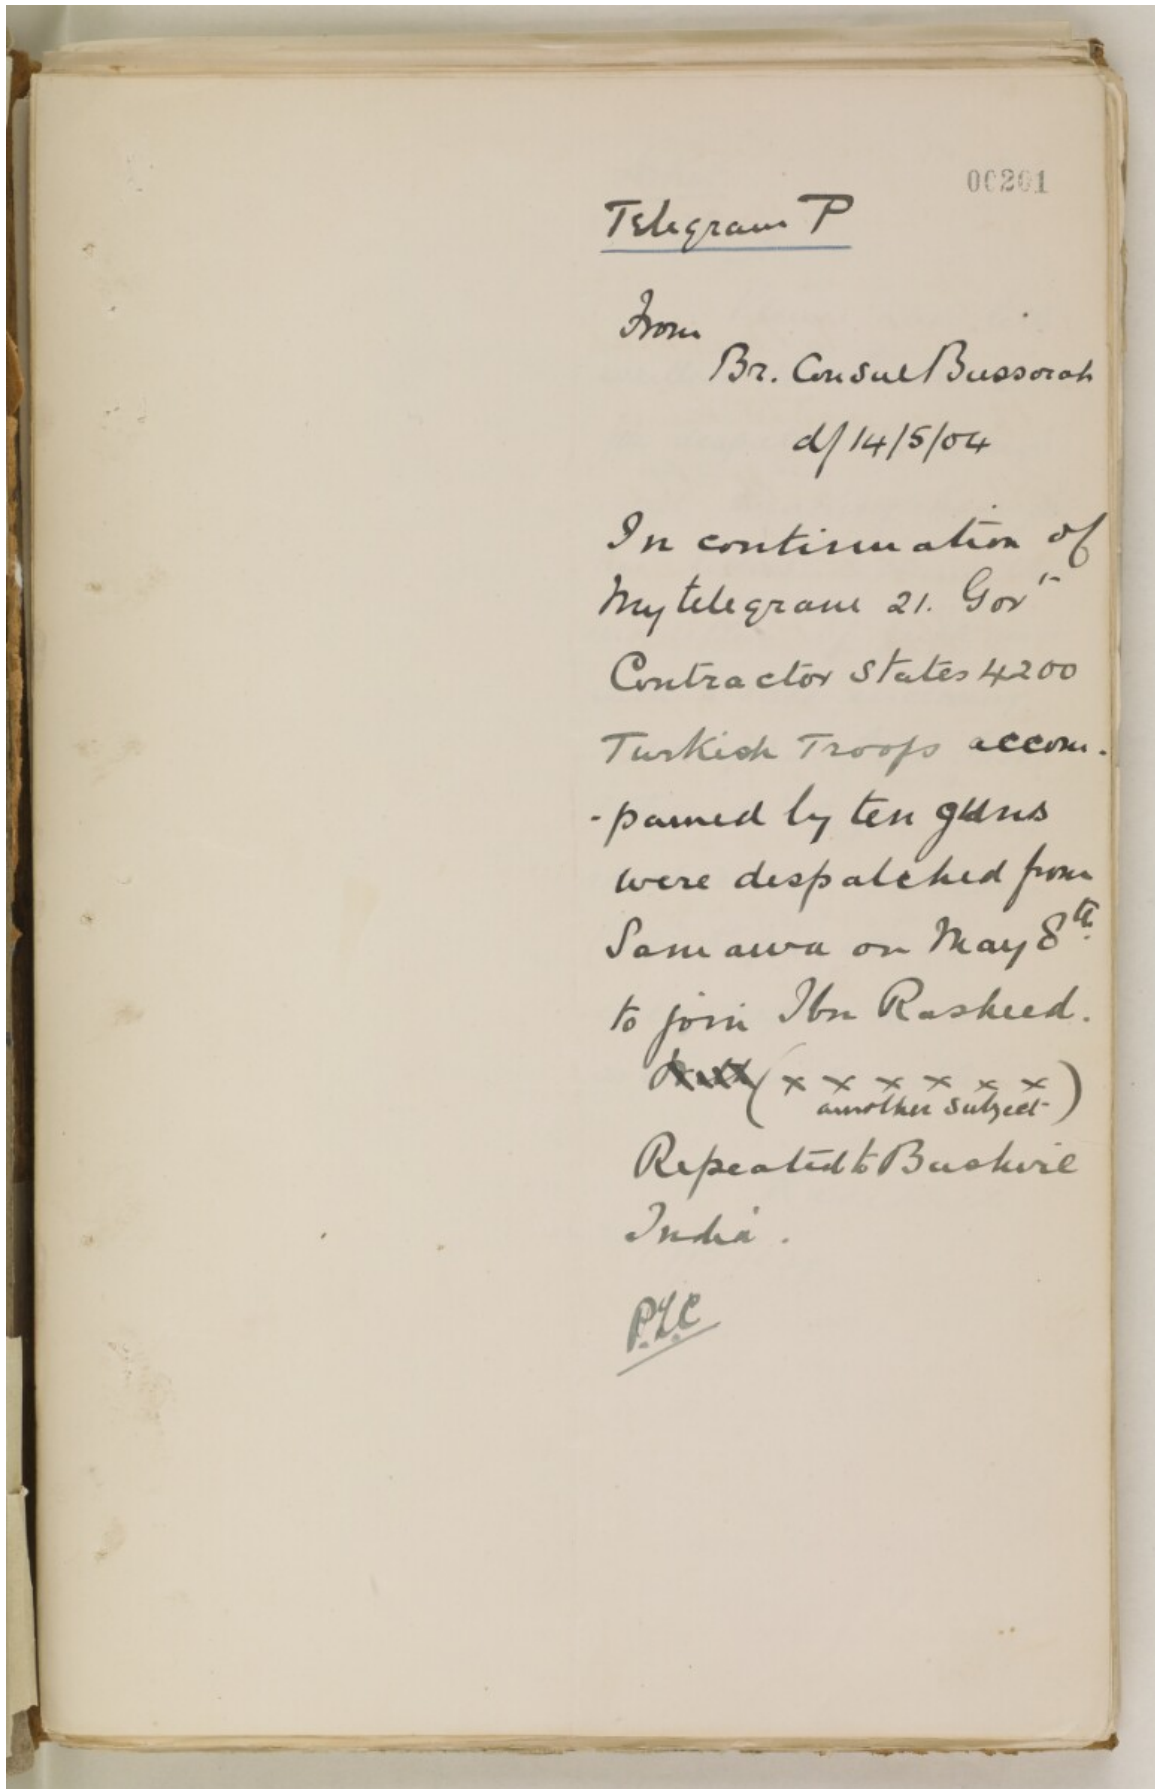 00201
Telegram P
From
Br. Consul Bussorah
d/14/5/04
In continuation of
My telegram 21. Govt
Contractor states 4200
Turkish Troops accom-
-panied by ten guns
were despatched from
Samawa on May 8th
to join Ibn Rasheed.
(x x x x x x)
another subject
Repeated to Bushire
India.